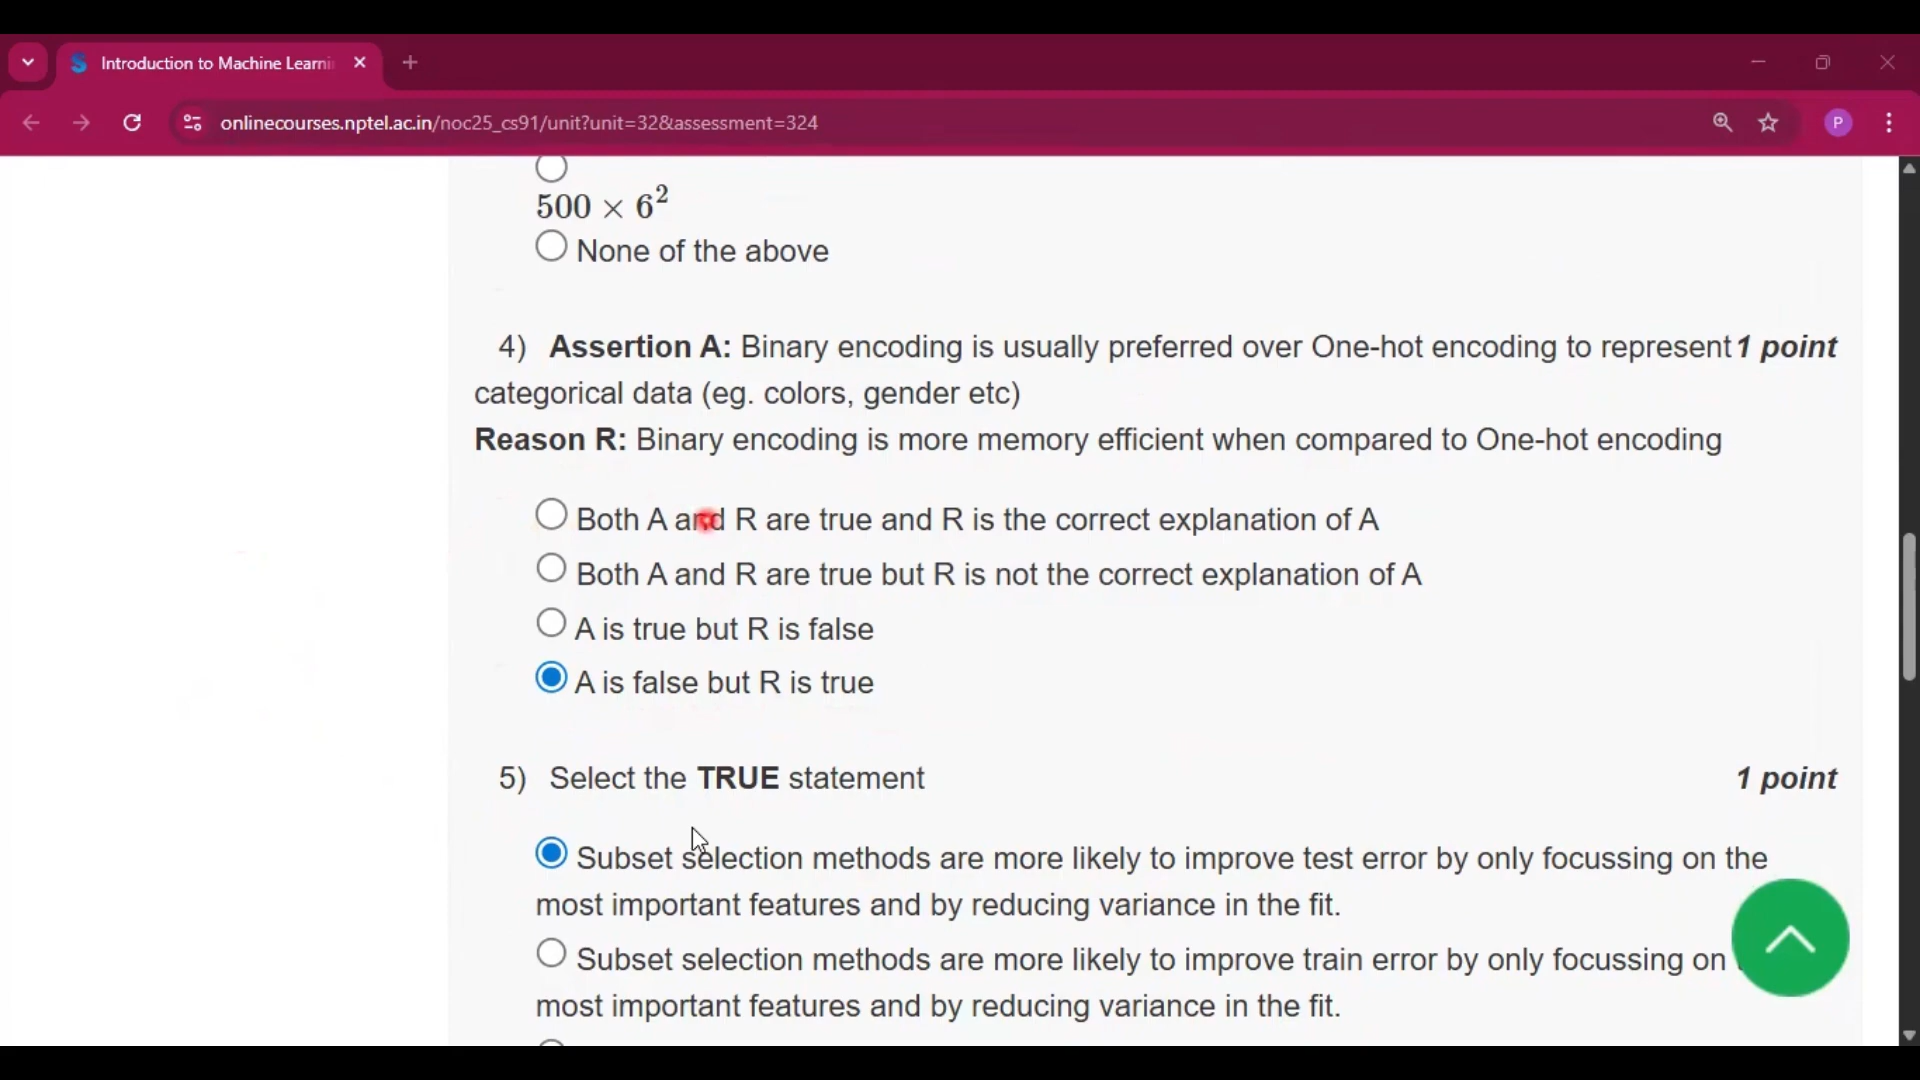 Introduction to Machine Learni
onlinecourses.nptel.ac.in/noc25_cs91/unit?unit=32&assessment=324
P
500 × 6²
None of the above
4) Assertion A: Binary encoding is usually preferred over One-hot encoding to represent 1 point
categorical data (eg. colors, gender etc)
Reason R: Binary encoding is more memory efficient when compared to One-hot encoding
Both A and R are true and R is the correct explanation of A
Both A and R are true but R is not the correct explanation of A
A is true but R is false
A is false but R is true
5) Select the TRUE statement 1 point
Subset selection methods are more likely to improve test error by only focussing on the
most important features and by reducing variance in the fit.
Subset selection methods are more likely to improve train error by only focussing on
most important features and by reducing variance in the fit.